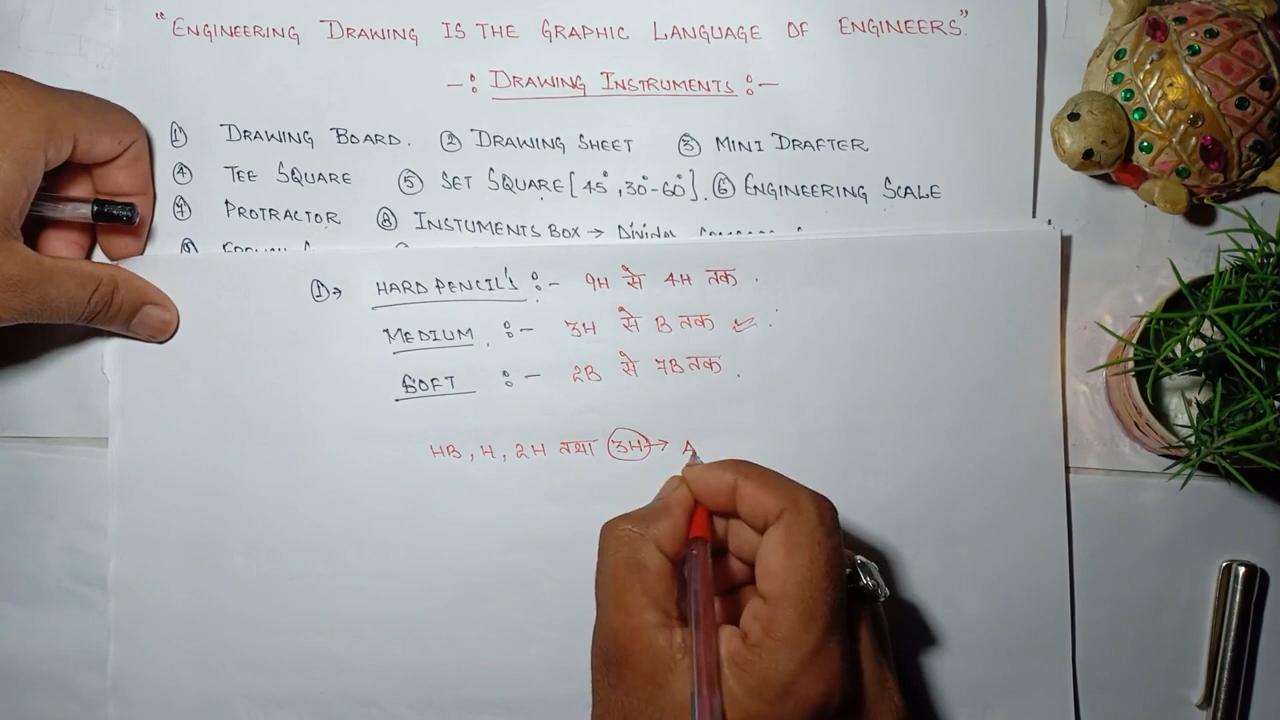 "ENGINEERING DRAWING IS THE GRAPHIC LANGUAGE OF ENGINEERS."
-: DRAWING INSTRUMENTS :-
① DRAWING BOARD. ② DRAWING SHEET ③ MINI DRAFTER
④ TEE SQUARE ⑤ SET SQUARE [45°, 30°-60°]. ⑥ ENGINEERING SCALE
⑦ PROTRACTOR ⑧ INSTUMENTS BOX →
①→ HARD PENCIL'S :- 9H से 4H तक .
MEDIUM . :- 3H से B तक ✓ .
SOFT :- 2B से 7B तक .
HB, H, 2H तथा 3H → A